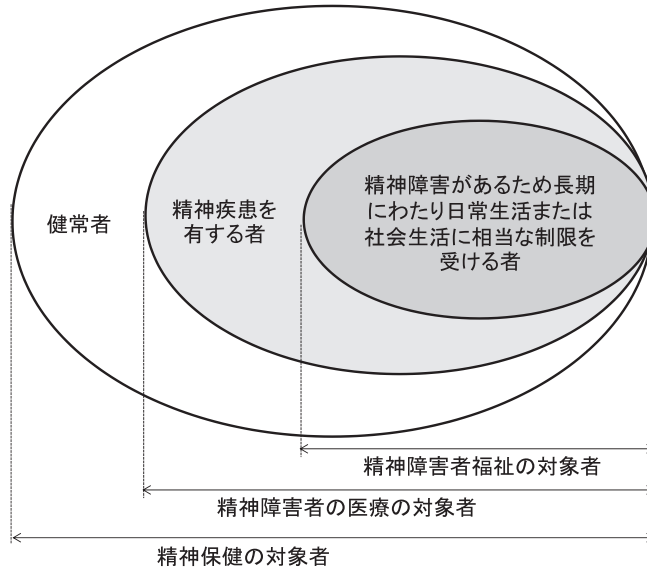 健常者
精神疾患を
有する者
精神障害があるため長期
にわたり日常生活または
社会生活に相当な制限を
受ける者
精神障害者福祉の対象者
精神障害者の医療の対象者
精神保健の対象者